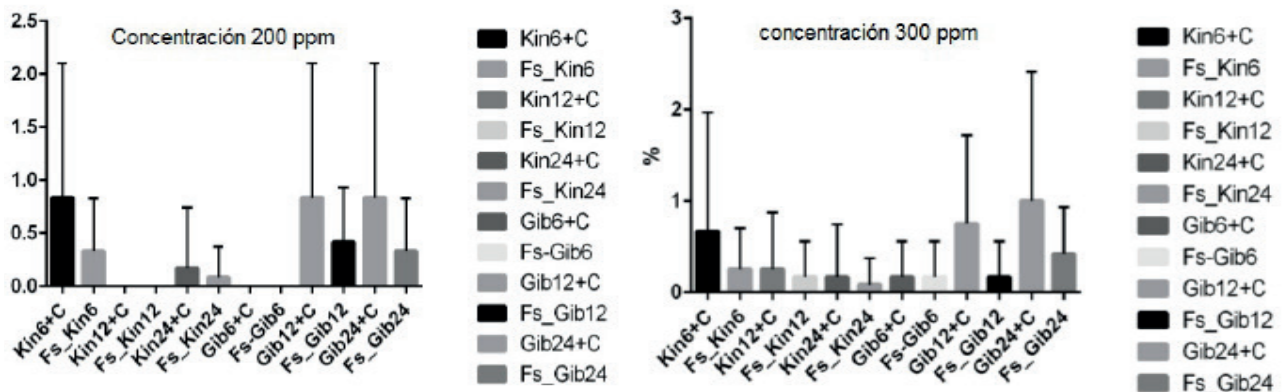 Concentración 200 ppm
2.5
2.0
1.5
1.0
0.5
0.0
Kin6+C
Fs_Kin6
Kin12+C
Fs_Kin12
Kin24+C
Fs_Kin24
Gib6+C
Fs-Gib6
Gib12+C
Fs_Gib12
Gib24+C
Fs_Gib24
Kin6+C
Fs_Kin6
Kin12+C
Fs_Kin12
Kin24+C
Fs_Kin24
Gib6+C
Fs-Gib6
Gib12+C
Fs_Gib12
Gib24+C
Fs_Gib24
concentración 300 ppm
%
3
2
1
0
Kin6+C
Fs_Kin6
Kin12+C
Fs_Kin12
Kin24+C
Fs_Kin24
Gib6+C
Fs-Gib6
Gib12+C
Fs_Gib12
Gib24+C
Fs_Gib24
Kin6+C
Fs_Kin6
Kin12+C
Fs_Kin12
Kin24+C
Fs_Kin24
Gib6+C
Fs-Gib6
Gib12+C
Fs_Gib12
Gib24+C
Fs_Gib24